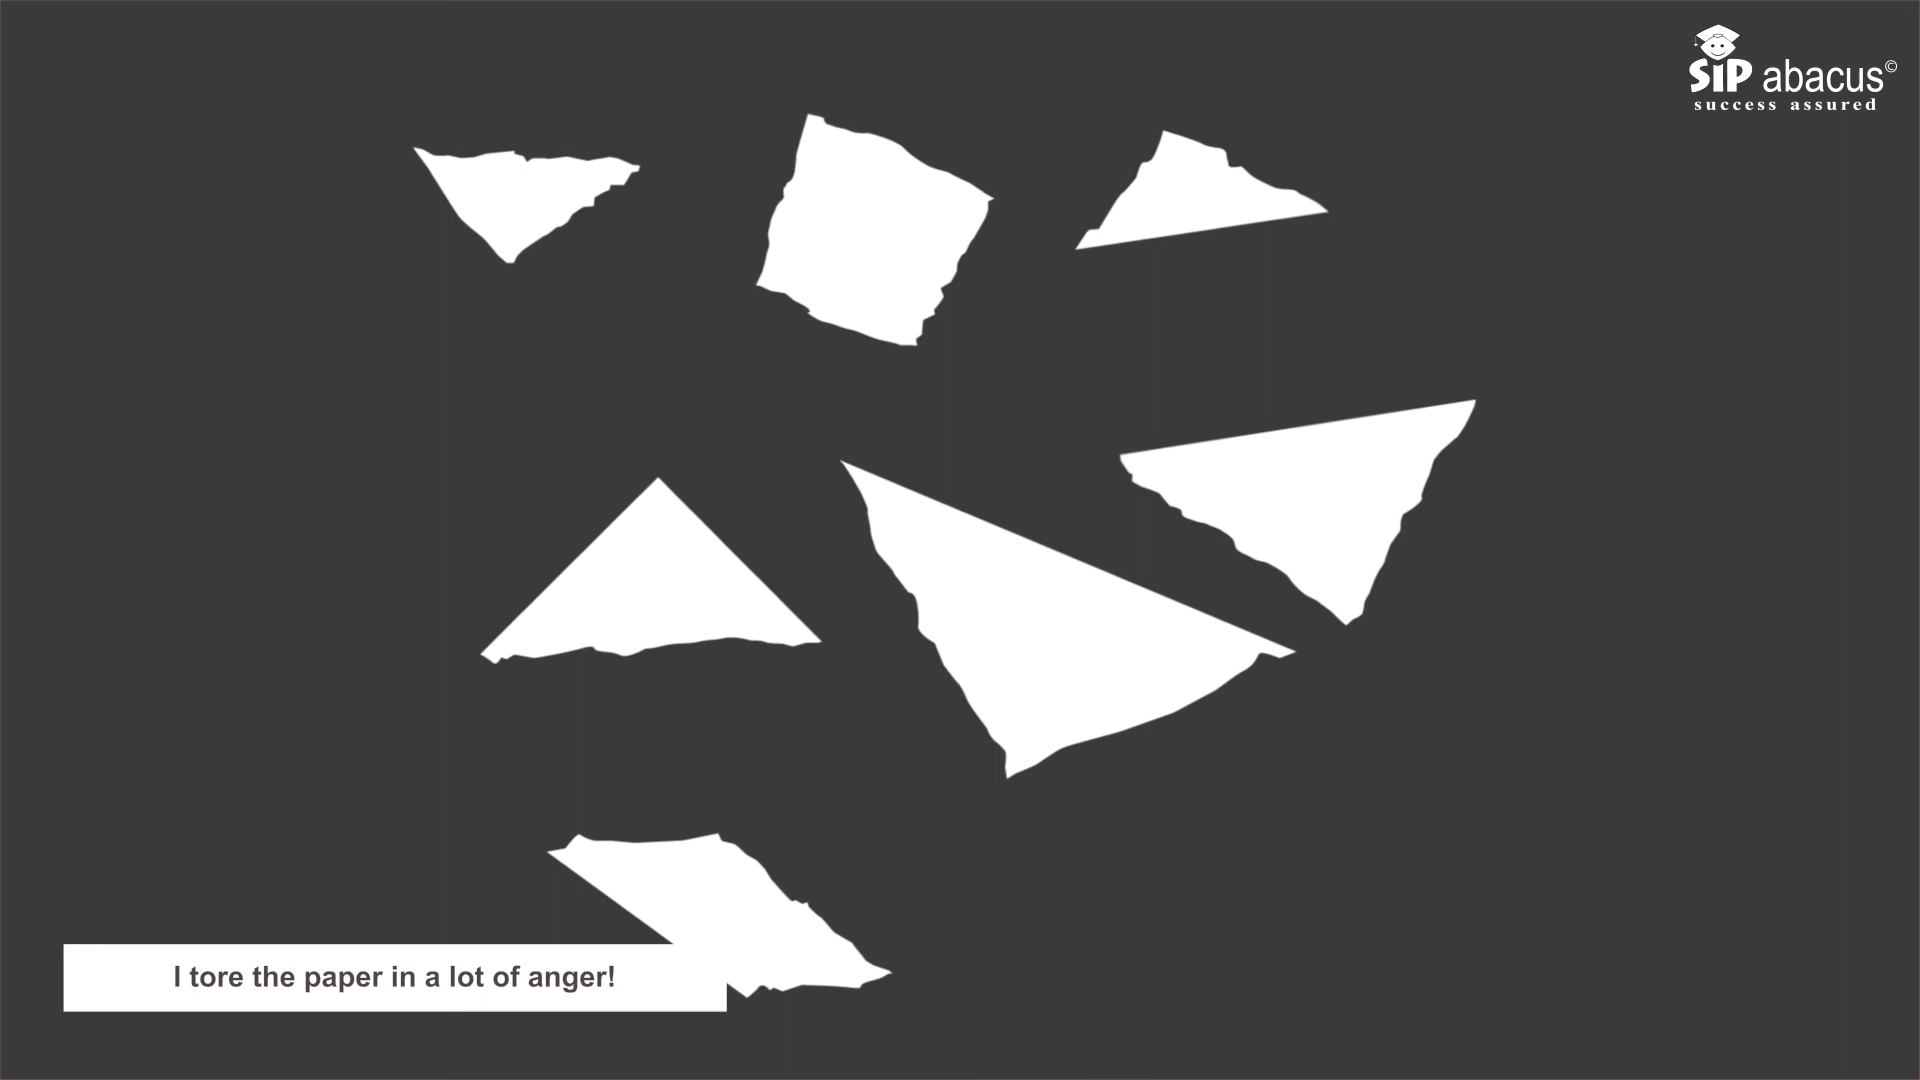 SIP abacus©
success assured
I tore the paper in a lot of anger!